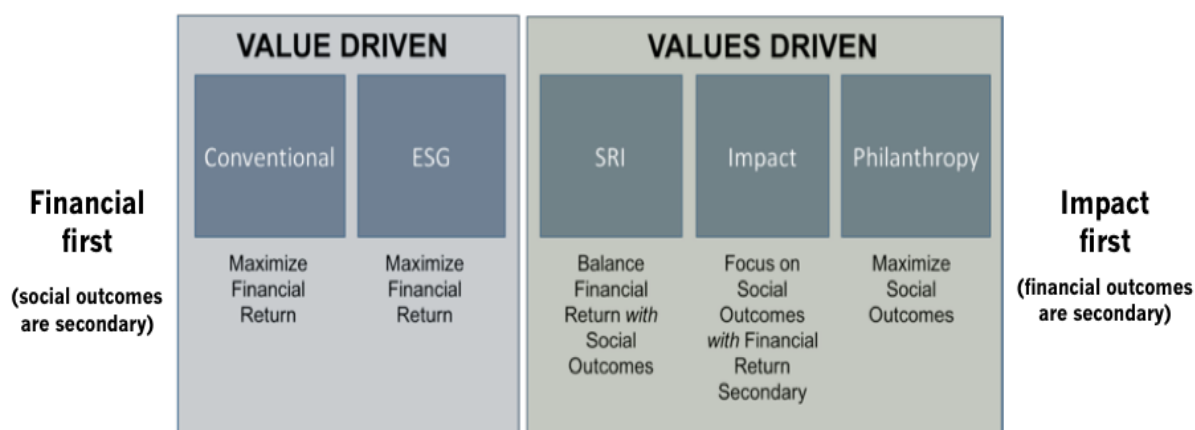 VALUE DRIVEN
VALUES DRIVEN
Conventional
ESG
SRI
Impact
Philanthropy
Financial
first
(social outcomes
are secondary)
Maximize
Financial
Return
Maximize
Financial
Return
Balance
Financial
Return with
Social
Outcomes
Focus on
Social
Outcomes
with Financial
Return
Secondary
Maximize
Social
Outcomes
Impact
first
(financial outcomes
are secondary)